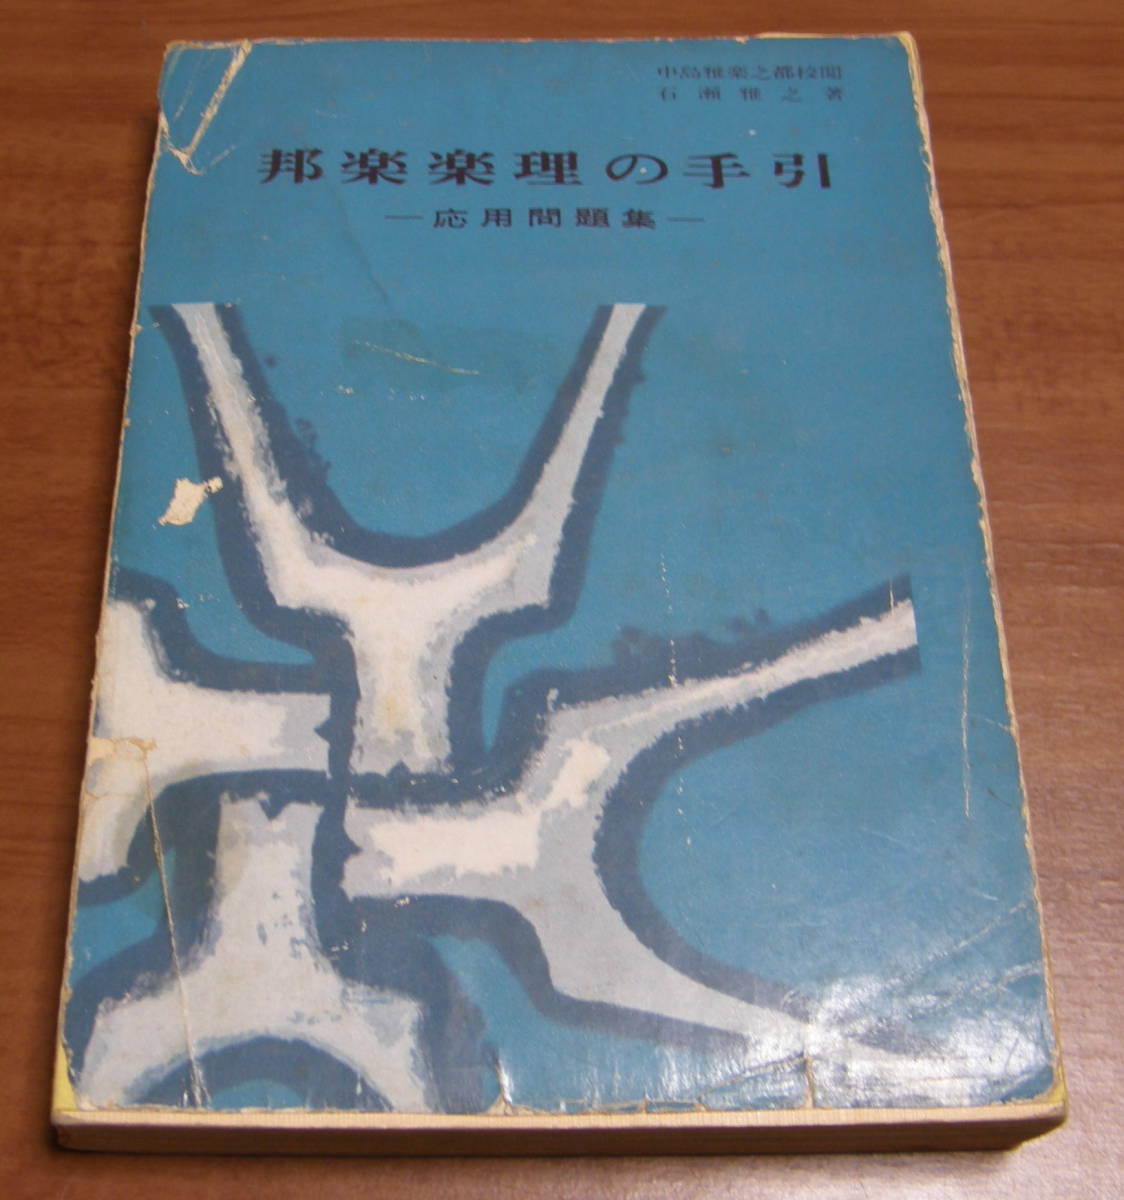 中島雅楽之都校閲
石瀬雅之著
邦楽楽理の手引
―応用問題集―